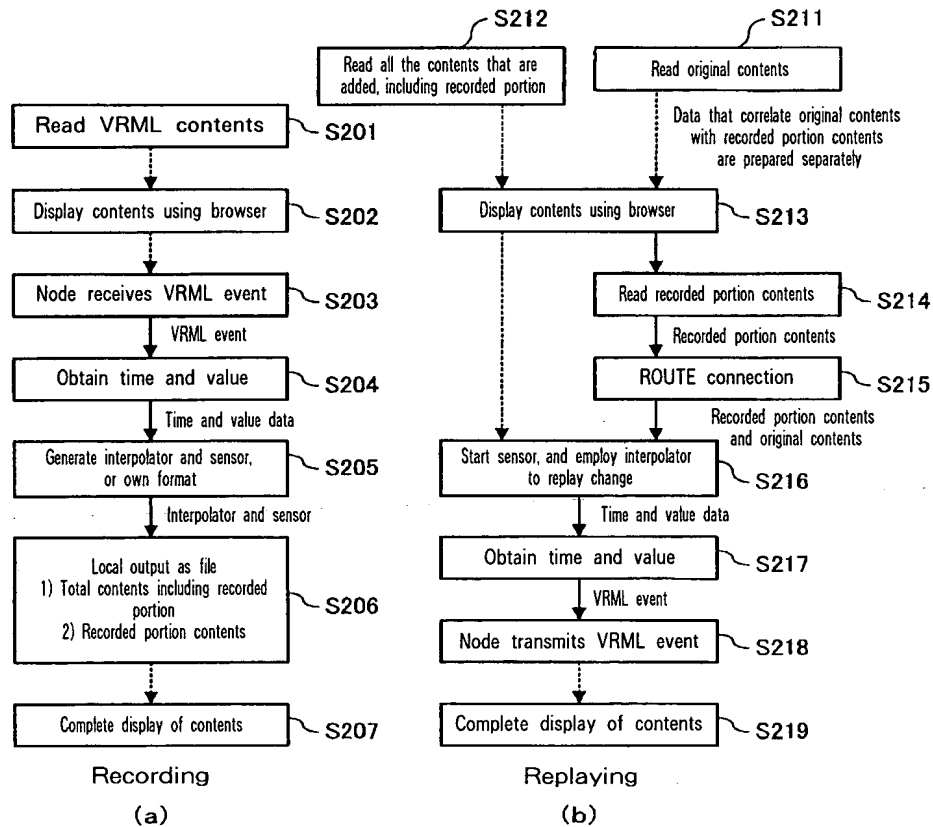 Read VRML contents
S201
Display contents using browser
S202
Node receives VRML event
S203
VRML event
Obtain time and value
S204
Time and value data
Generate interpolator and sensor,
or own format
S205
Interpolator and sensor
Local output as file
1) Total contents including recorded
portion
2) Recorded portion contents
S206
Complete display of contents
S207
Recording
(a)
S212
Read all the contents that are
added, including recorded portion
S211
Read original contents
Data that correlate original contents
with recorded portion contents
are prepared separately
Display contents using browser
S213
Read recorded portion contents
S214
Recorded portion contents
ROUTE connection
S215
Recorded portion contents
and original contents
Start sensor, and employ interpolator
to replay change
S216
Time and value data
Obtain time and value
S217
VRML event
Node transmits VRML event
S218
Complete display of contents
S219
Replaying
(b)